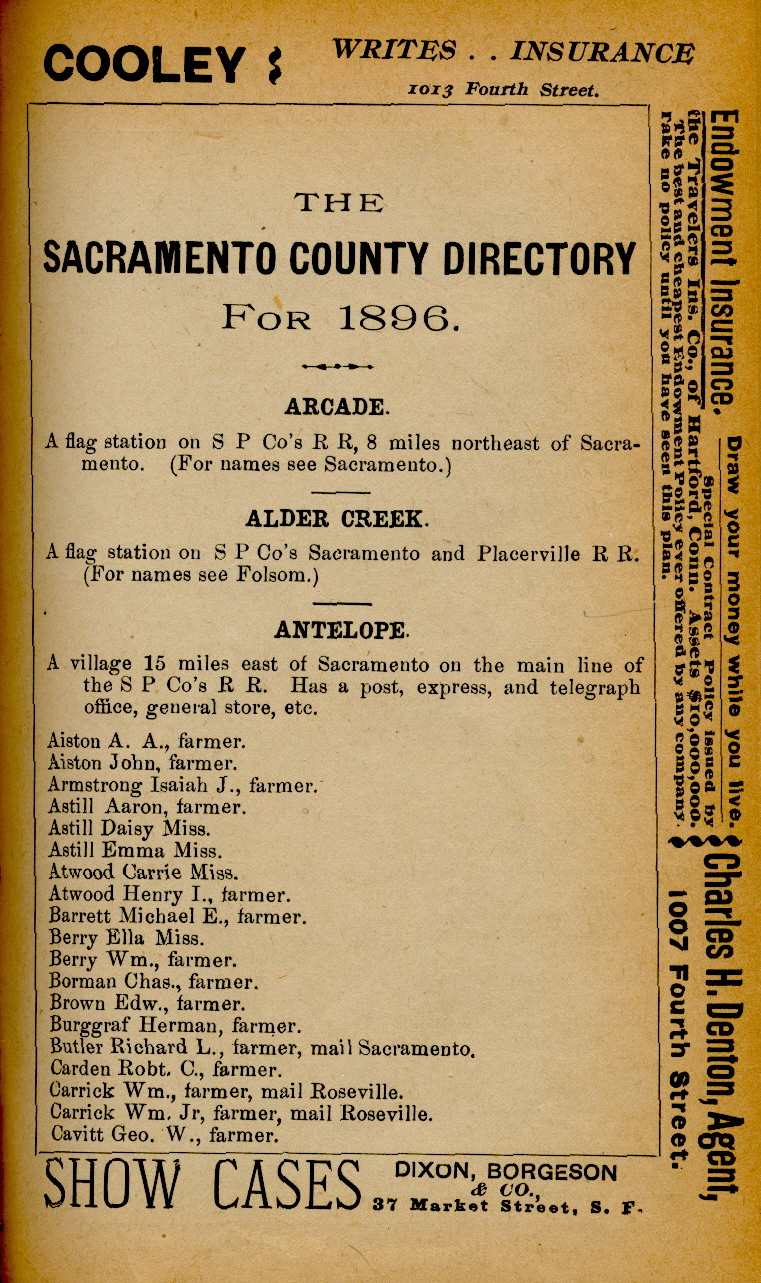 COOLEY
WRITES . . INSURANCE
1013 Fourth Street.
THE
SACRAMENTO COUNTY DIRECTORY
FOR 1896.
ARCADE.
A flag station on S P Co's R R, 8 miles northeast of Sacra-
mento. (For names see Sacramento.)
ALDER CREEK.
A flag station on S P Co's Sacramento and Placerville R R.
(For names see Folsom.)
ANTELOPE.
A village 15 miles east of Sacramento on the main line of
the S P Co's R R. Has a post, express, and telegraph
office, general store, etc.
Aiston A. A., farmer.
Aiston John, farmer.
Armstrong Isaiah J., farmer.
Astill Aaron, farmer.
Astill Daisy Miss.
Astill Emma Miss.
Atwood Carrie Miss.
Atwood Henry I., farmer.
Barrett Michael E., farmer.
Berry Ella Miss.
Berry Wm., farmer.
Borman Chas., farmer.
Brown Edw., farmer.
Burggraf Herman, farmer.
Butler Richard L., farmer, mail Sacramento.
Carden Robt. C., farmer.
Carrick Wm., farmer, mail Roseville.
Carrick Wm. Jr, farmer, mail Roseville.
Cavitt Geo. W., farmer.
Endowment Insurance.
Draw your money while you live.
Special Contract Policy issued by
the Travelers Ins. Co., of Hartford, Conn. Assets $10,000,000.
The best and cheapest Endowment Policy ever offered by any company.
Take no policy until you have seen this plan.
Charles H. Denton, Agent,
1007 Fourth Street.
SHOW CASES
DIXON, BORGESON
& CO.,
37 Market Street, S. F.